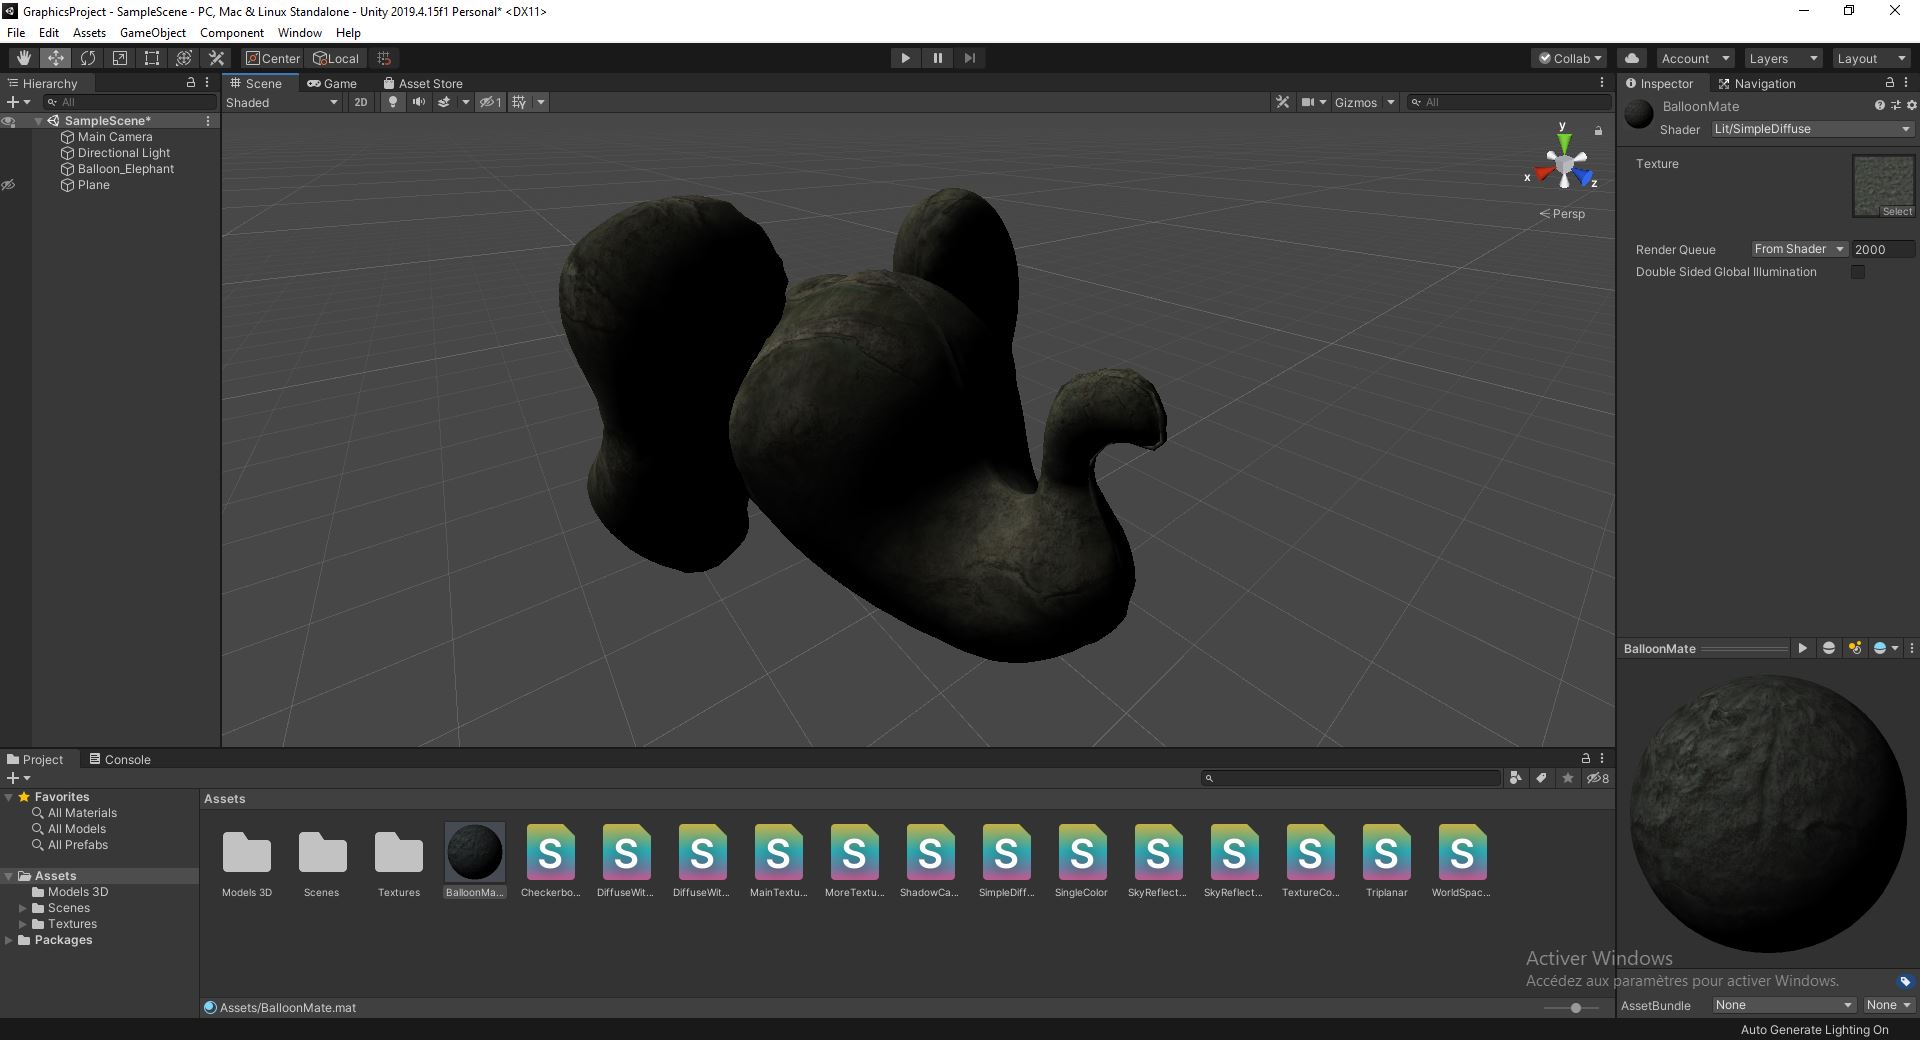 GraphicsProject - SampleScene - PC, Mac & Linux Standalone - Unity 2019.4.15f1 Personal* <DX11>
File Edit Assets GameObject Component Window Help
Center Local
Collab Account Layers Layout
Hierarchy
All
SampleScene*
Main Camera
Directional Light
Balloon_Elephant
Plane
Scene Game Asset Store
Shaded 2D 1 Gizmos All
y
x
z
Persp
Inspector Navigation
BalloonMate
Shader Lit/SimpleDiffuse
Texture
Select
Render Queue From Shader 2000
Double Sided Global Illumination
BalloonMate
Project Console
8
Favorites
All Materials
All Models
All Prefabs
Assets
Models 3D
Scenes
Textures
Packages
Assets
S S S S S S S S S S S S S
Models 3D Scenes Textures BalloonMa... Checkerbo... DiffuseWit... DiffuseWit... MainTextu... MoreTextu... ShadowCa... SimpleDiff... SingleColor SkyReflect... SkyReflect... TextureCo... Triplanar WorldSpac...
Assets/BalloonMate.mat
Activer Windows
Accédez aux paramètres pour activer Windows.
AssetBundle None None
Auto Generate Lighting On